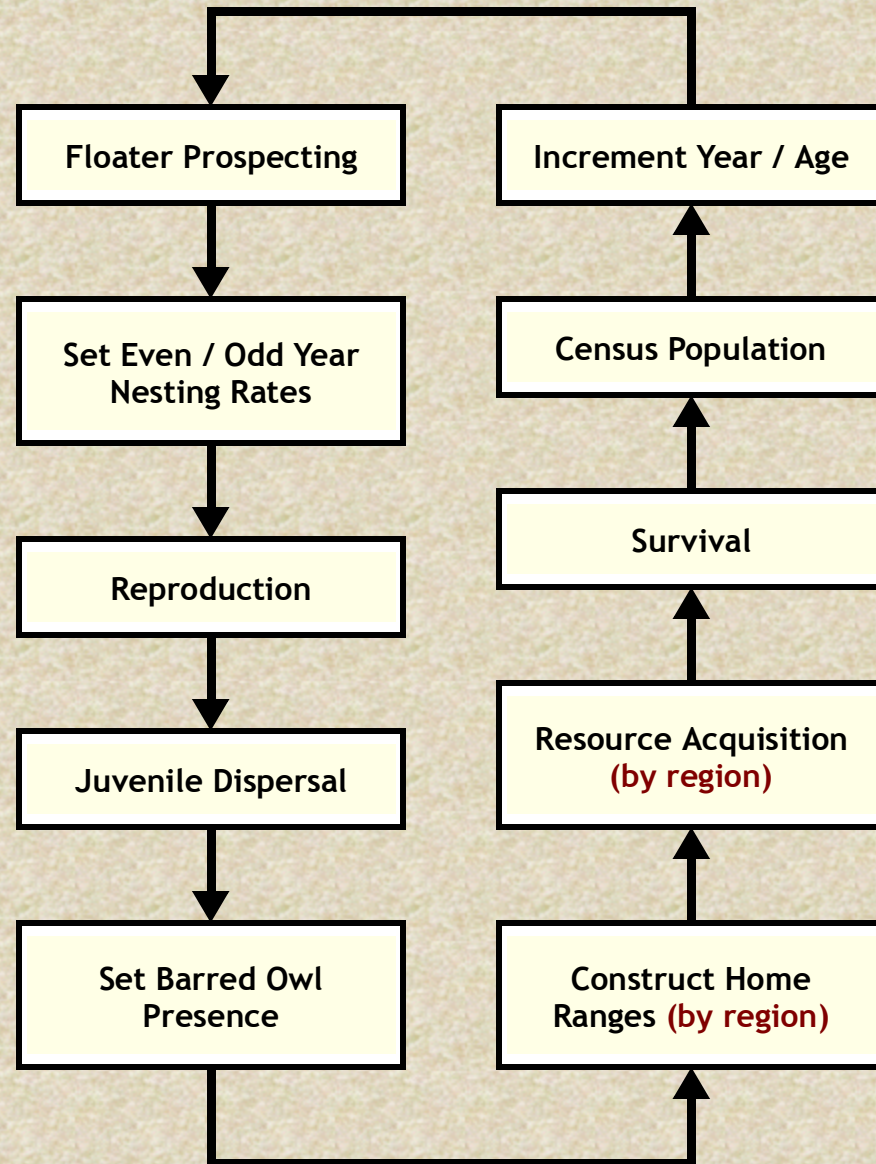 Floater Prospecting
Set Even / Odd Year
Nesting Rates
Reproduction
Juvenile Dispersal
Set Barred Owl
Presence
Construct Home
Ranges (by region)
Resource Acquisition
(by region)
Survival
Census Population
Increment Year / Age